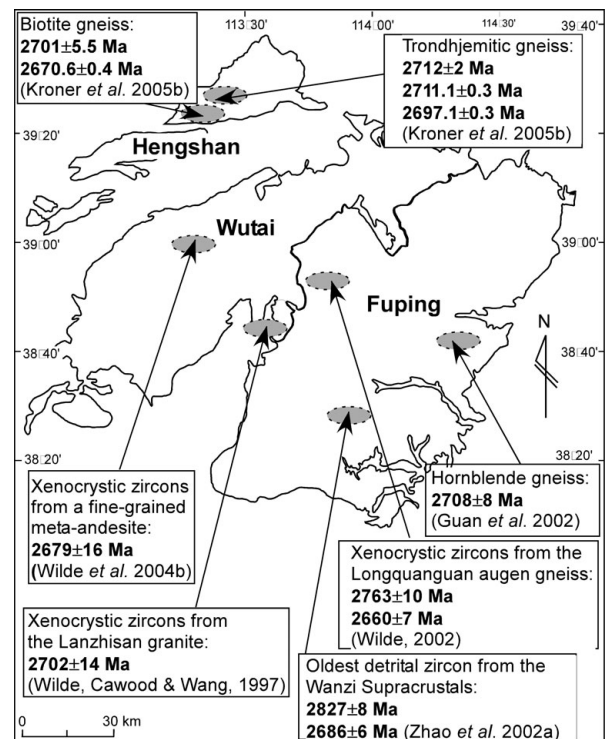 113□30'
114□00'
114□30'
39□40'
Biotite gneiss:
2701±5.5 Ma
2670.6±0.4 Ma
(Kroner et al. 2005b)
Trondhjemitic gneiss:
2712±2 Ma
2711.1±0.3 Ma
2697.1±0.3 Ma
(Kroner et al. 2005b)
39□20'
Hengshan
Wutai
39□00'
39□00'
Fuping
N
38□40'
38□40'
38□20'
38□20'
Xenocrystic zircons
from a fine-grained
meta-andesite:
2679±16 Ma
(Wilde et al. 2004b)
Hornblende gneiss:
2708±8 Ma
(Guan et al. 2002)
Xenocrystic zircons from the
Longquanguan augen gneiss:
2763±10 Ma
2660±7 Ma
(Wilde, 2002)
Xenocrystic zircons from
the Lanzhisan granite:
2702±14 Ma
(Wilde, Cawood & Wang, 1997)
Oldest detrital zircon from the
Wanzi Supracrustals:
2827±8 Ma
2686±6 Ma (Zhao et al. 2002a)
0 30 km